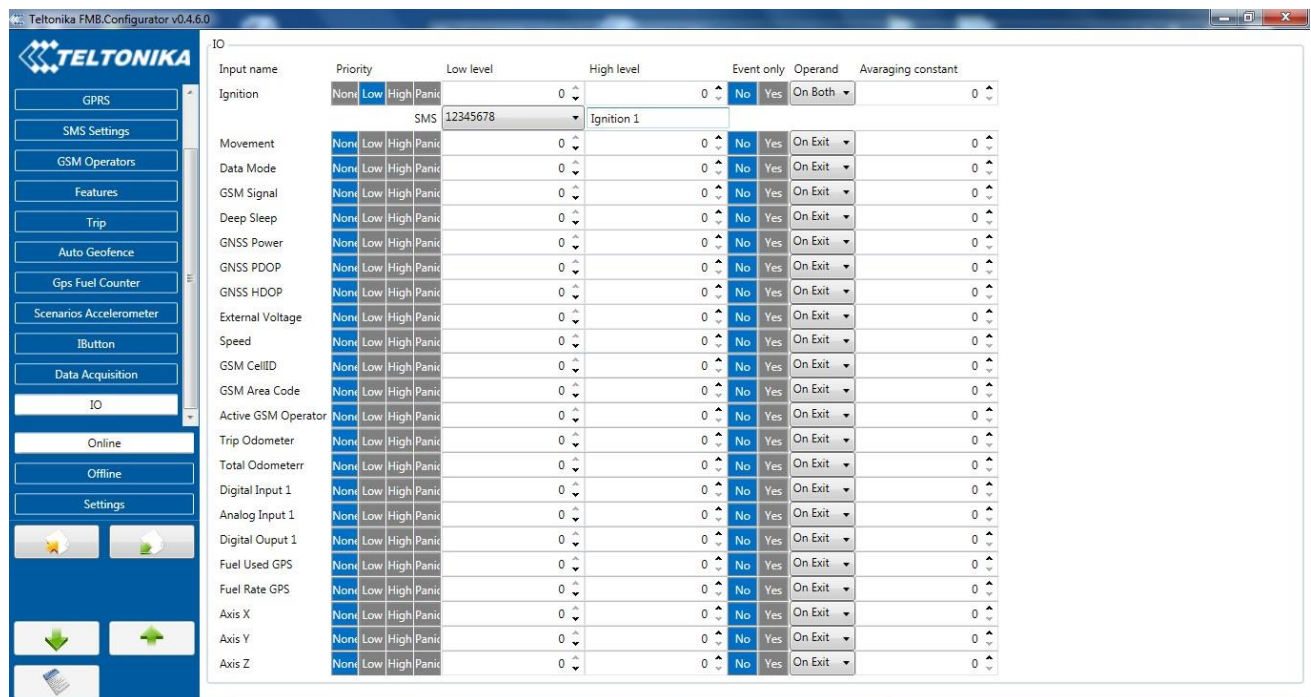 Teltonika FMB.Configurator v0.4.6.0
TELTONIKA
GPRS
SMS Settings
GSM Operators
Features
Trip
Auto Geofence
Gps Fuel Counter
Scenarios Accelerometer
IButton
Data Acquisition
IO
Online
Offline
Settings
IO
Input name Priority Low level High level Event only Operand Avaraging constant
Ignition None Low High Panic 0 0 No Yes On Both 0
SMS 12345678 Ignition 1
Movement None Low High Panic 0 0 No Yes On Exit 0
Data Mode None Low High Panic 0 0 No Yes On Exit 0
GSM Signal None Low High Panic 0 0 No Yes On Exit 0
Deep Sleep None Low High Panic 0 0 No Yes On Exit 0
GNSS Power None Low High Panic 0 0 No Yes On Exit 0
GNSS PDOP None Low High Panic 0 0 No Yes On Exit 0
GNSS HDOP None Low High Panic 0 0 No Yes On Exit 0
External Voltage None Low High Panic 0 0 No Yes On Exit 0
Speed None Low High Panic 0 0 No Yes On Exit 0
GSM CellID None Low High Panic 0 0 No Yes On Exit 0
GSM Area Code None Low High Panic 0 0 No Yes On Exit 0
Active GSM Operator None Low High Panic 0 0 No Yes On Exit 0
Trip Odometer None Low High Panic 0 0 No Yes On Exit 0
Total Odometerr None Low High Panic 0 0 No Yes On Exit 0
Digital Input 1 None Low High Panic 0 0 No Yes On Exit 0
Analog Input 1 None Low High Panic 0 0 No Yes On Exit 0
Digital Ouput 1 None Low High Panic 0 0 No Yes On Exit 0
Fuel Used GPS None Low High Panic 0 0 No Yes On Exit 0
Fuel Rate GPS None Low High Panic 0 0 No Yes On Exit 0
Axis X None Low High Panic 0 0 No Yes On Exit 0
Axis Y None Low High Panic 0 0 No Yes On Exit 0
Axis Z None Low High Panic 0 0 No Yes On Exit 0